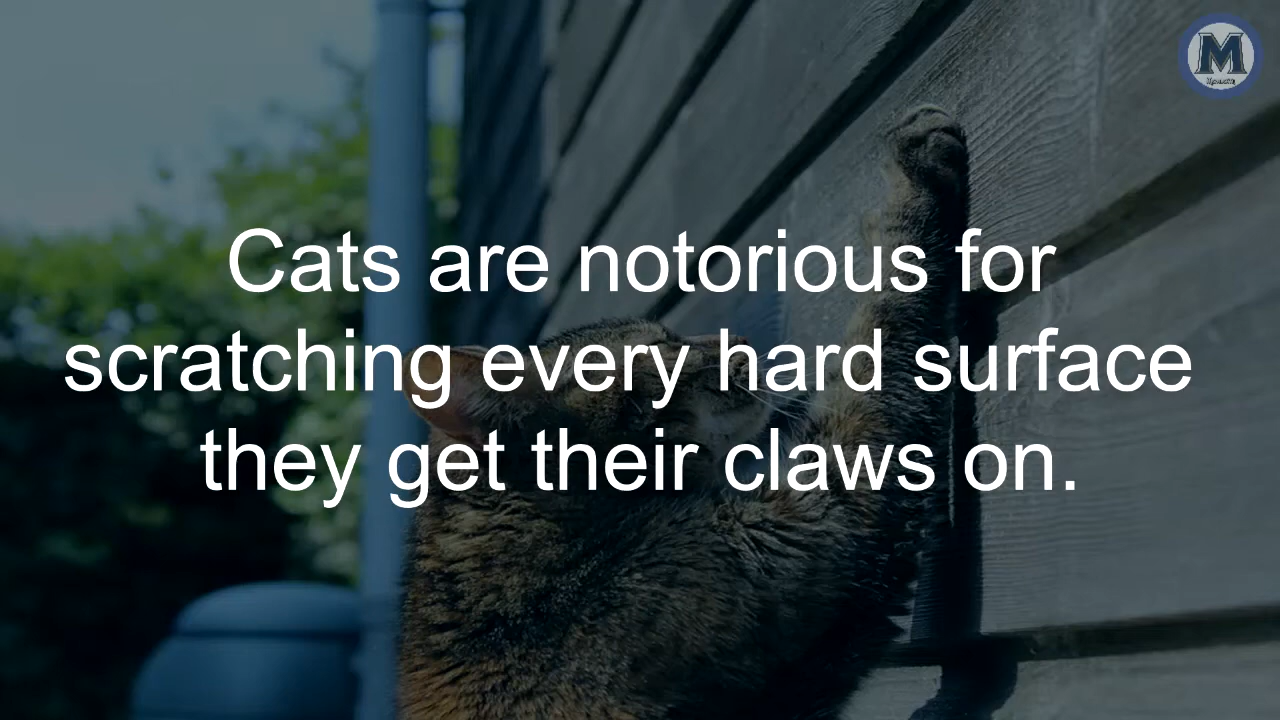 M
Cats are notorious for
scratching every hard surface
they get their claws on.